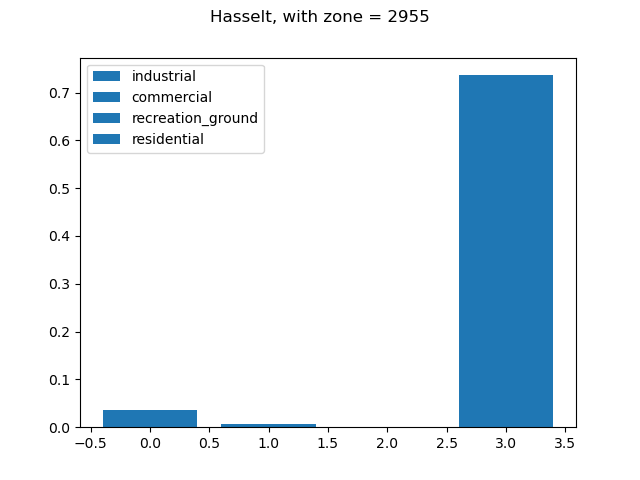 Hasselt, with zone = 2955
industrial
commercial
recreation_ground
residential
0.7
0.6
0.5
0.4
0.3
0.2
0.1
0.0
−0.5 0.0 0.5 1.0 1.5 2.0 2.5 3.0 3.5